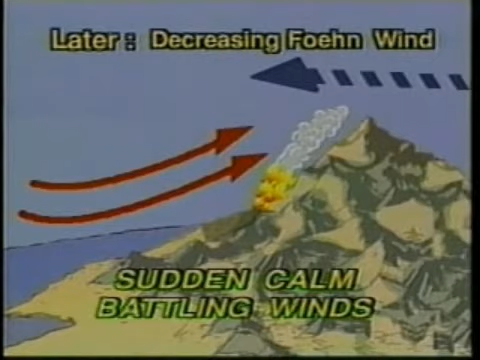 Later: Decreasing Foehn Wind
SUDDEN CALM
BATTLING WINDS